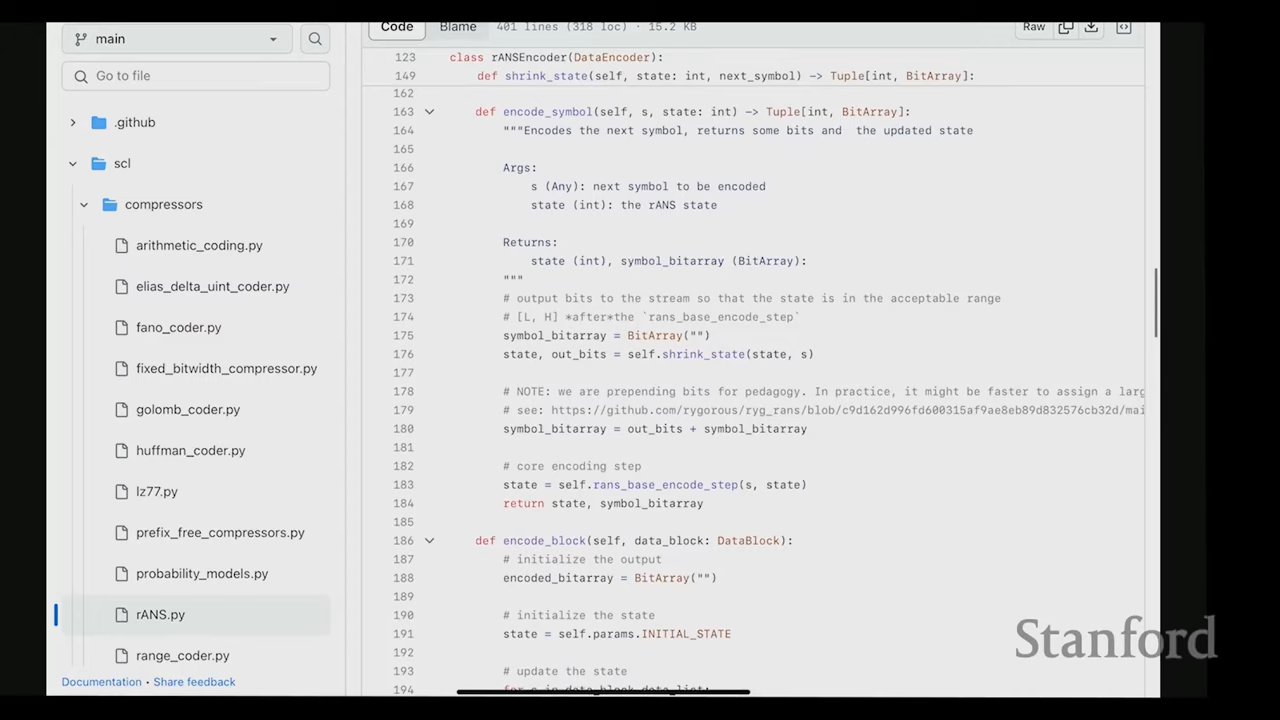 main
Go to file
.github
scl
compressors
arithmetic_coding.py
elias_delta_uint_coder.py
fano_coder.py
fixed_bitwidth_compressor.py
golomb_coder.py
huffman_coder.py
lz77.py
prefix_free_compressors.py
probability_models.py
rANS.py
range_coder.py
Documentation • Share feedback
Code Blame 401 lines (318 loc) · 15.2 KB Raw
123 class rANSEncoder(DataEncoder):
149 def shrink_state(self, state: int, next_symbol) -> Tuple[int, BitArray]:
162
163 def encode_symbol(self, s, state: int) -> Tuple[int, BitArray]:
164 """Encodes the next symbol, returns some bits and  the updated state
165
166 Args:
167 s (Any): next symbol to be encoded
168 state (int): the rANS state
169
170 Returns:
171 state (int), symbol_bitarray (BitArray):
172 """
173 # output bits to the stream so that the state is in the acceptable range
174 # [L, H] *after*the `rans_base_encode_step`
175 symbol_bitarray = BitArray("")
176 state, out_bits = self.shrink_state(state, s)
177
178 # NOTE: we are prepending bits for pedagogy. In practice, it might be faster to assign a larg
179 # see: https://github.com/rygorous/ryg_rans/blob/c9d162d996fd600315af9ae8eb89d832576cb32d/mai
180 symbol_bitarray = out_bits + symbol_bitarray
181
182 # core encoding step
183 state = self.rans_base_encode_step(s, state)
184 return state, symbol_bitarray
185
186 def encode_block(self, data_block: DataBlock):
187 # initialize the output
188 encoded_bitarray = BitArray("")
189
190 # initialize the state
191 state = self.params.INITIAL_STATE
192
193 # update the state
194 for s in data_block.data_list:
Stanford